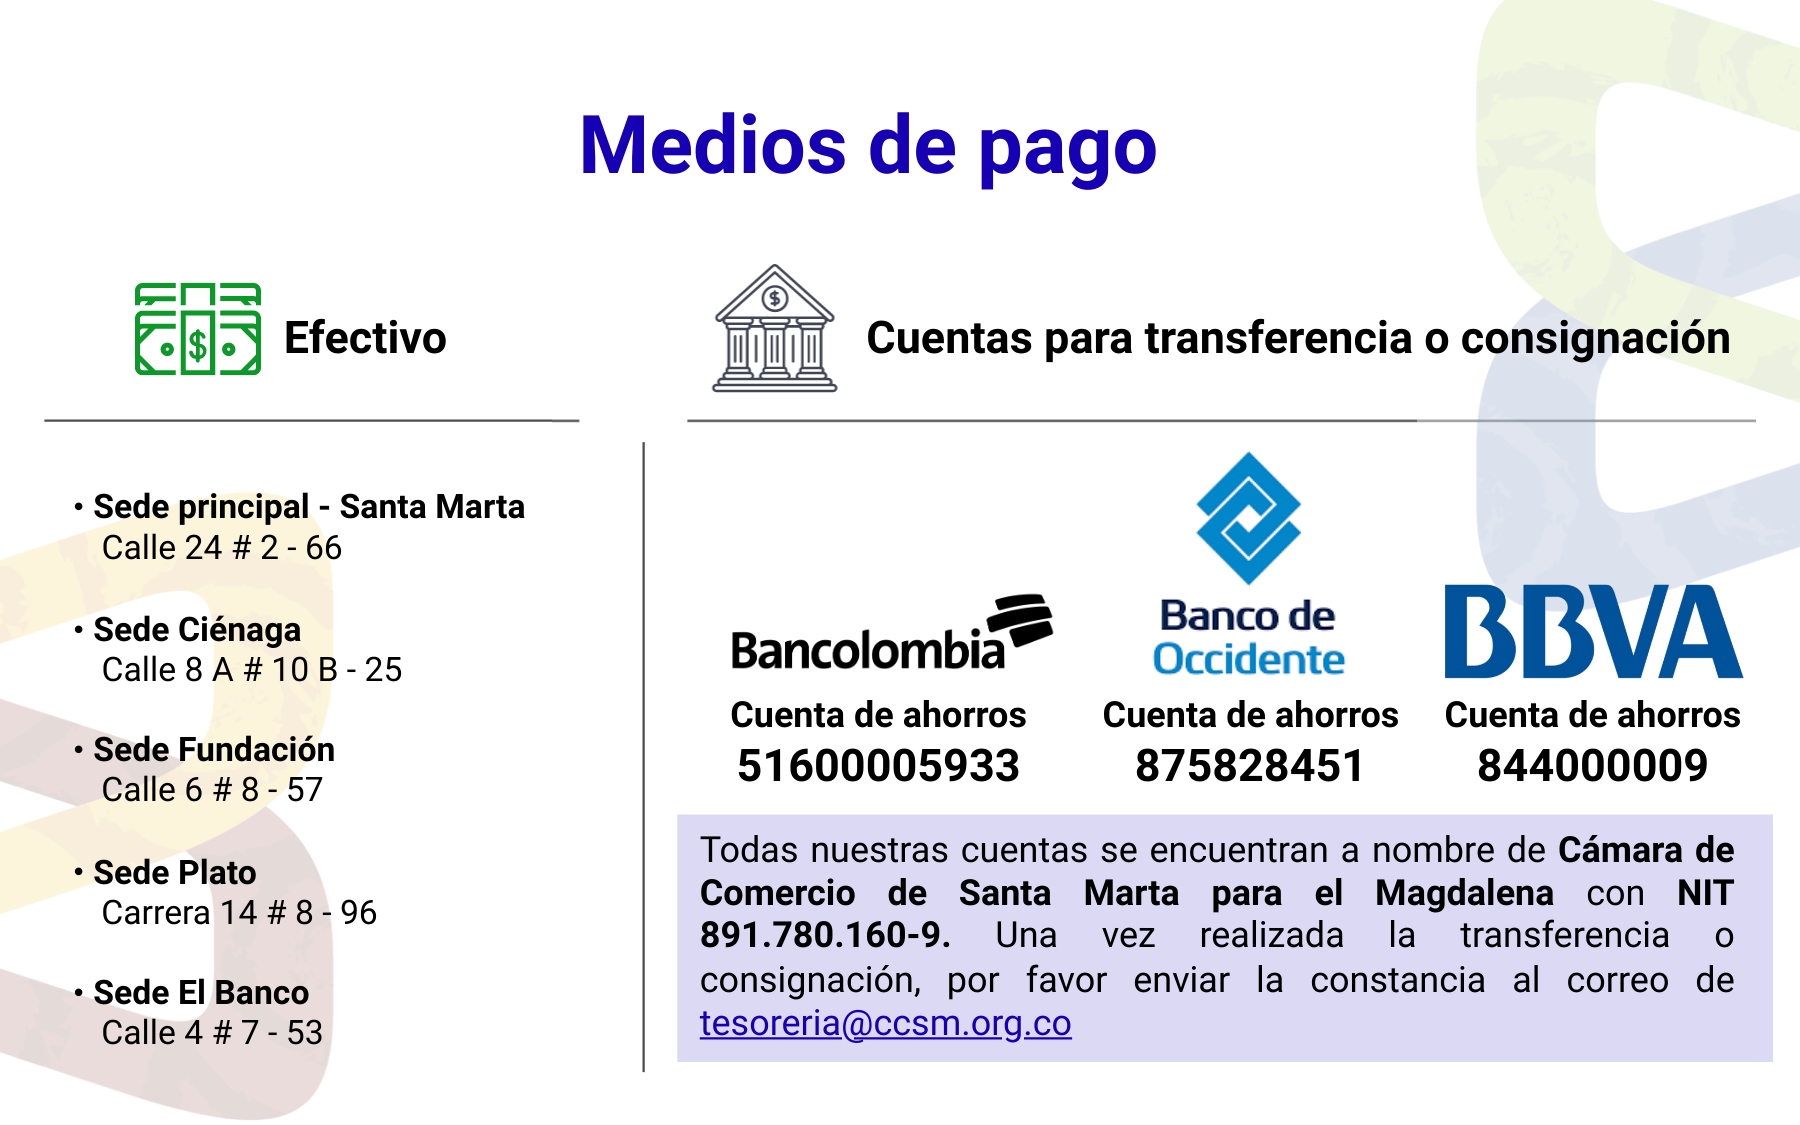 Medios de pago
$
Efectivo
• Sede principal - Santa Marta
Calle 24 # 2 - 66
• Sede Ciénaga
Calle 8 A # 10 B - 25
• Sede Fundación
Calle 6 # 8 - 57
• Sede Plato
Carrera 14 # 8 - 96
• Sede El Banco
Calle 4 # 7 - 53
$
Cuentas para transferencia o consignación
Bancolombia
Cuenta de ahorros
51600005933
Banco de
Occidente
Cuenta de ahorros
875828451
BBVA
Cuenta de ahorros
844000009
Todas nuestras cuentas se encuentran a nombre de Cámara de
Comercio de Santa Marta para el Magdalena con NIT
891.780.160-9. Una vez realizada la transferencia o
consignación, por favor enviar la constancia al correo de
tesoreria@ccsm.org.co